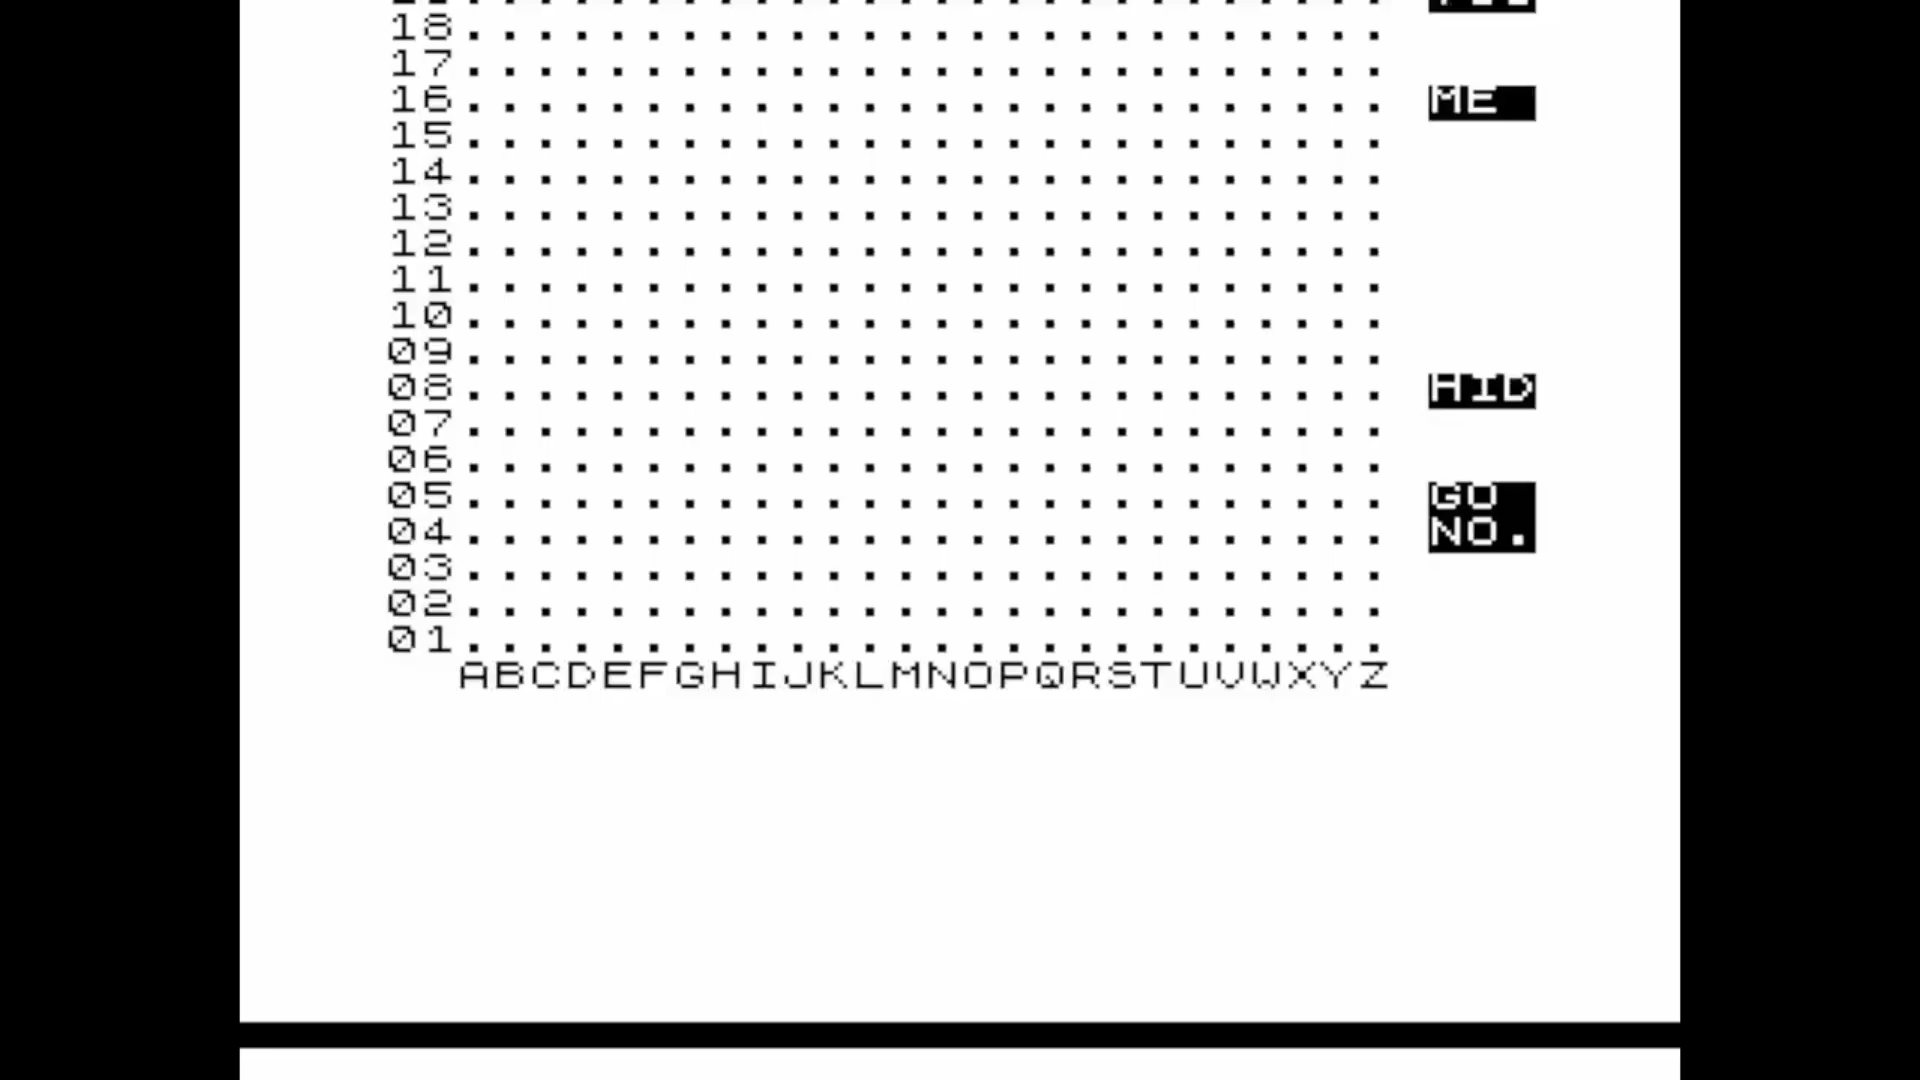 18 . . . . . . . . . . . . . . . . . . . . . . . . . .
17 . . . . . . . . . . . . . . . . . . . . . . . . . .
16 . . . . . . . . . . . . . . . . . . . . . . . . . . ME
15 . . . . . . . . . . . . . . . . . . . . . . . . . .
14 . . . . . . . . . . . . . . . . . . . . . . . . . .
13 . . . . . . . . . . . . . . . . . . . . . . . . . .
12 . . . . . . . . . . . . . . . . . . . . . . . . . .
11 . . . . . . . . . . . . . . . . . . . . . . . . . .
10 . . . . . . . . . . . . . . . . . . . . . . . . . .
09 . . . . . . . . . . . . . . . . . . . . . . . . . .
08 . . . . . . . . . . . . . . . . . . . . . . . . . . AID
07 . . . . . . . . . . . . . . . . . . . . . . . . . .
06 . . . . . . . . . . . . . . . . . . . . . . . . . .
05 . . . . . . . . . . . . . . . . . . . . . . . . . . GO
04 . . . . . . . . . . . . . . . . . . . . . . . . . . NO.
03 . . . . . . . . . . . . . . . . . . . . . . . . . .
02 . . . . . . . . . . . . . . . . . . . . . . . . . .
01 . . . . . . . . . . . . . . . . . . . . . . . . . .
ABCDEFGHIJKLMNOPQRSTUVWXYZ